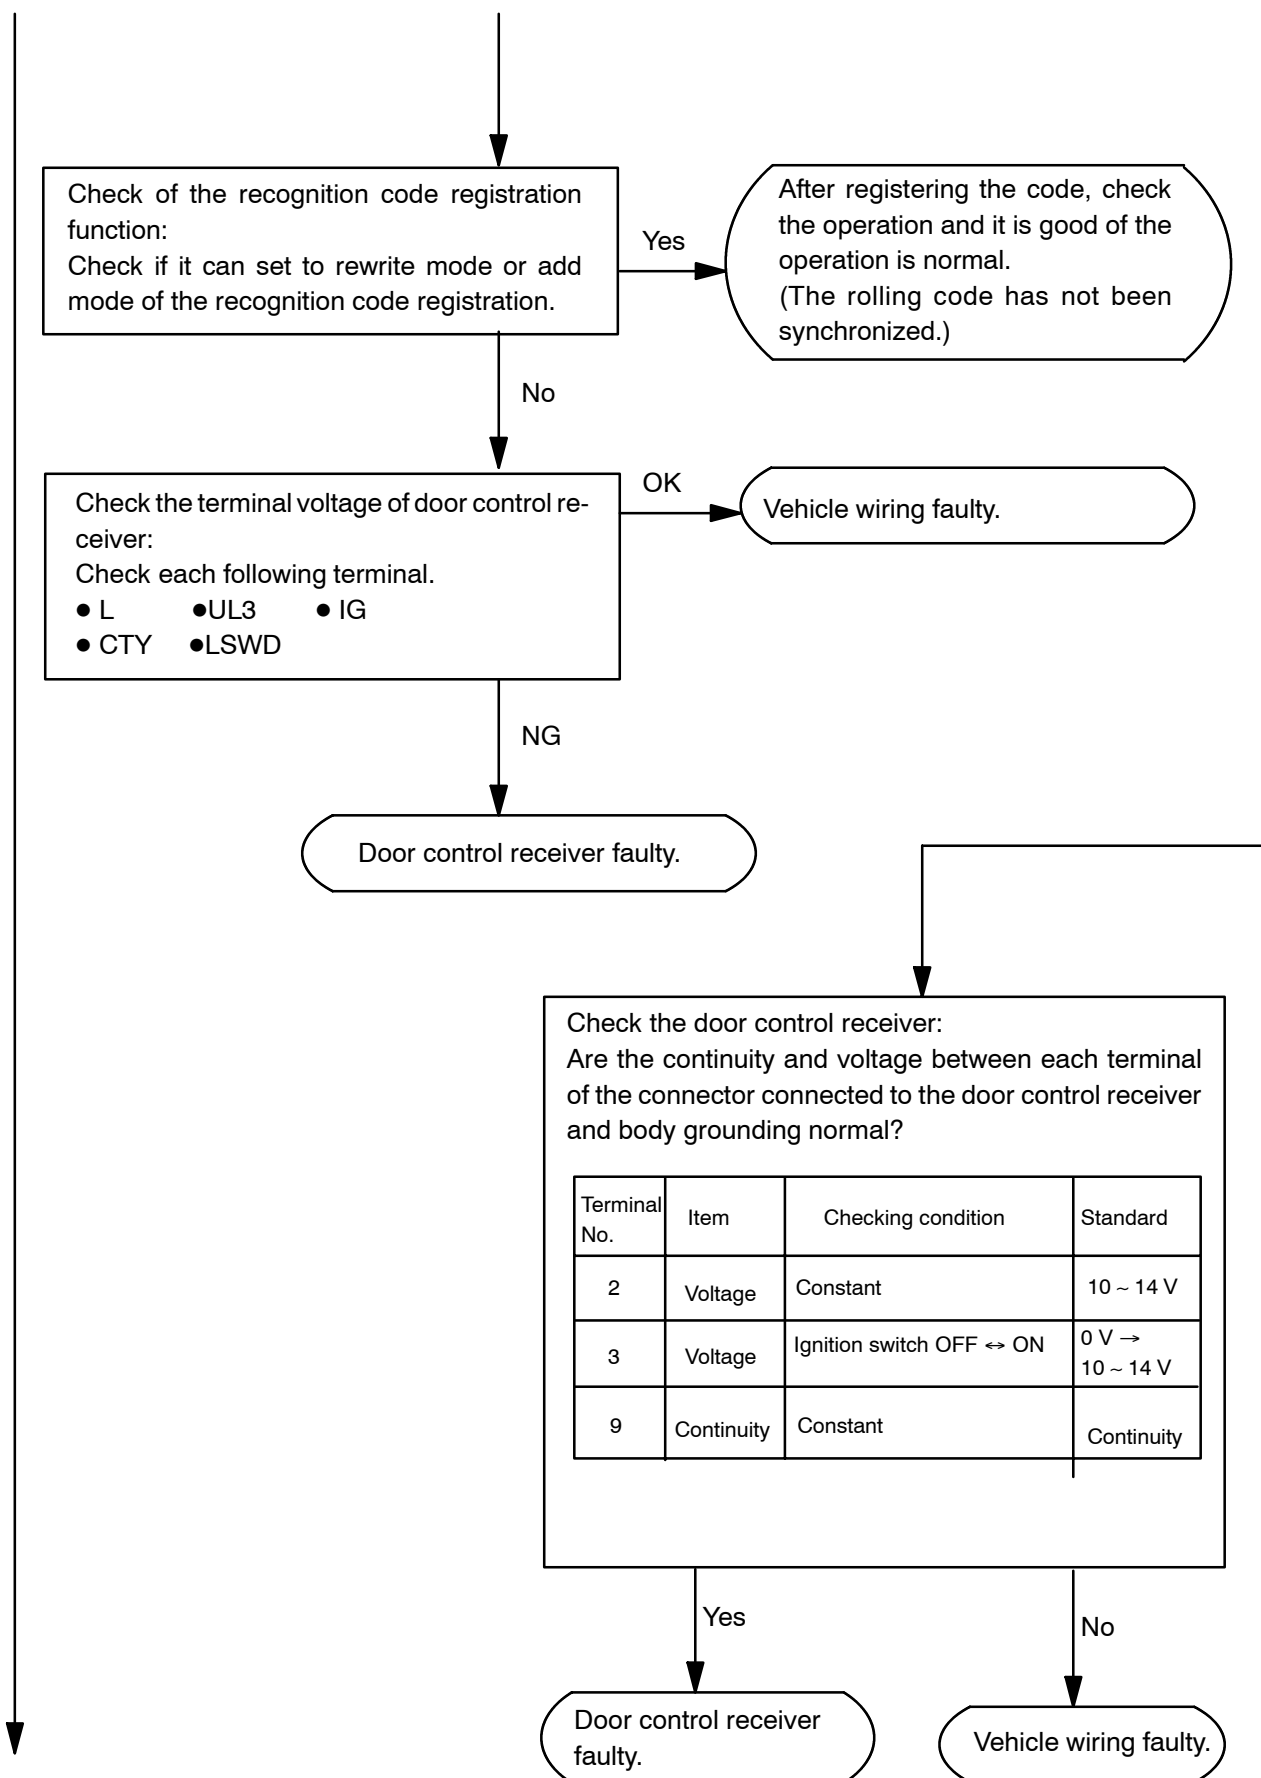 Check of the recognition code registration
function:
Check if it can set to rewrite mode or add
mode of the recognition code registration.
Yes
After registering the code, check
the operation and it is good of the
operation is normal.
(The rolling code has not been
synchronized.)
No
Check the terminal voltage of door control re-
ceiver:
Check each following terminal.
● L ●UL3 ● IG
● CTY ●LSWD
OK
Vehicle wiring faulty.
NG
Door control receiver faulty.
Check the door control receiver:
Are the continuity and voltage between each terminal
of the connector connected to the door control receiver
and body grounding normal?
Terminal
No.
Item
Checking condition
Standard
2
Voltage
Constant
10 ~ 14 V
3
Voltage
Ignition switch OFF ↔ ON
0 V →
10 ~ 14 V
9
Continuity
Constant
Continuity
Yes
No
Door control receiver
faulty.
Vehicle wiring faulty.